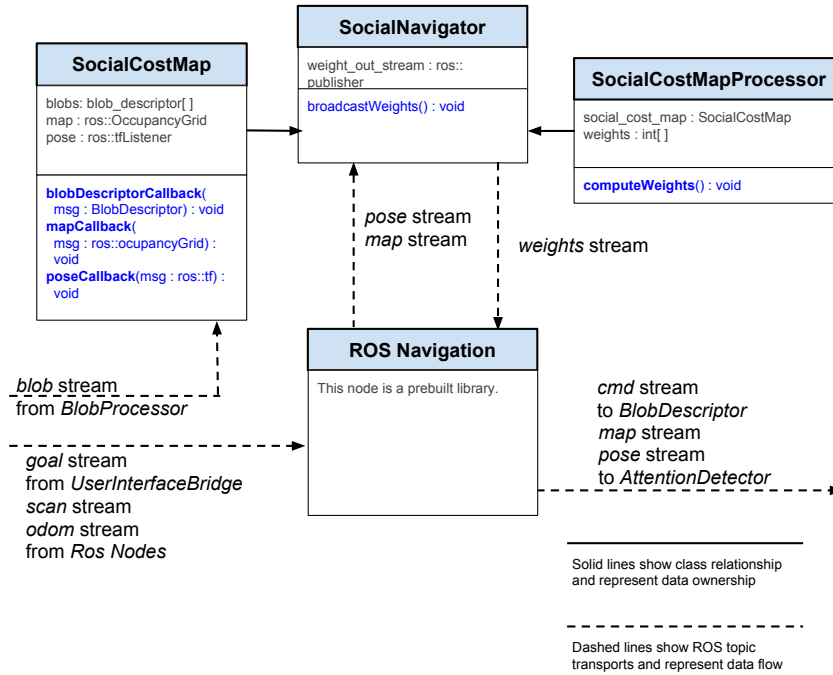 SocialNavigator
weight_out_stream : ros::
publisher
broadcastWeights() : void
SocialCostMap
blobs: blob_descriptor[ ]
map : ros::OccupancyGrid
pose : ros::tfListener
blobDescriptorCallback(
msg : BlobDescriptor) : void
mapCallback(
msg : ros::ocupancyGrid) :
void
poseCallback(msg : ros::tf) :
void
SocialCostMapProcessor
social_cost_map : SocialCostMap
weights : int[ ]
computeWeights() : void
pose stream
map stream
weights stream
ROS Navigation
This node is a prebuilt library.
blob stream
from BlobProcessor
goal stream
from UserInterfaceBridge
scan stream
odom stream
from Ros Nodes
cmd stream
to BlobDescriptor
map stream
pose stream
to AttentionDetector
Solid lines show class relationship
and represent data ownership
Dashed lines show ROS topic
transports and represent data flow